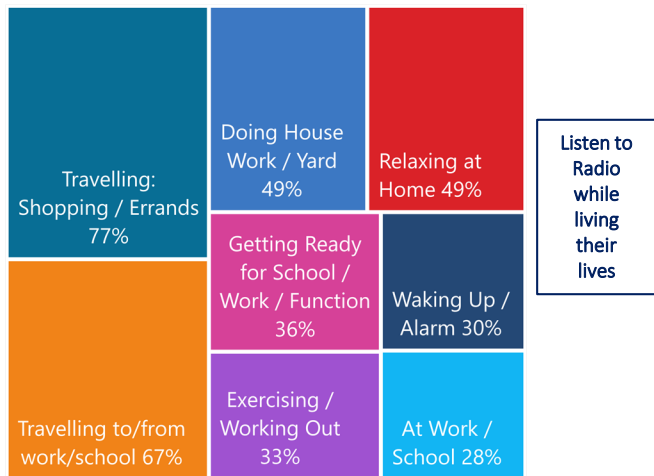 Travelling:
Shopping / Errands
77%
Doing House
Work / Yard
49%
Relaxing at
Home 49%
Listen to
Radio
while
living
their
lives
Getting Ready
for School /
Work / Function
36%
Waking Up /
Alarm 30%
Travelling to/from
work/school 67%
Exercising /
Working Out
33%
At Work /
School 28%